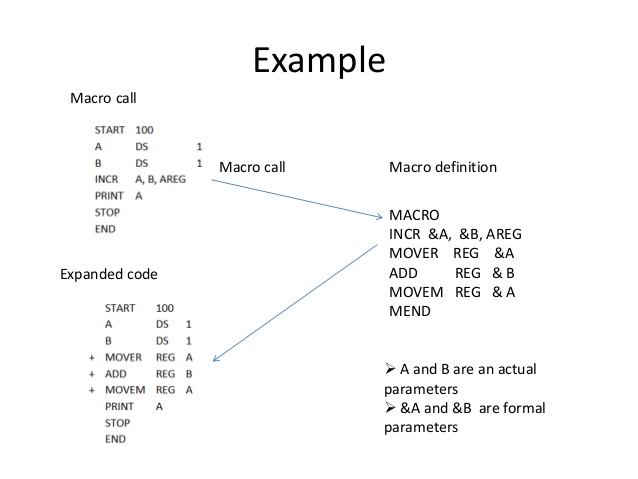 Example
Macro call
START 100
A DS 1
B DS 1
INCR A, B, AREG
PRINT A
STOP
END
Macro call
Macro definition
MACRO
INCR &A, &B, AREG
MOVER REG &A
ADD REG & B
MOVEM REG & A
MEND
Expanded code
START 100
A DS 1
B DS 1
+ MOVER REG A
+ ADD REG B
+ MOVEM REG A
PRINT A
STOP
END
➢ A and B are an actual
parameters
➢ &A and &B are formal
parameters